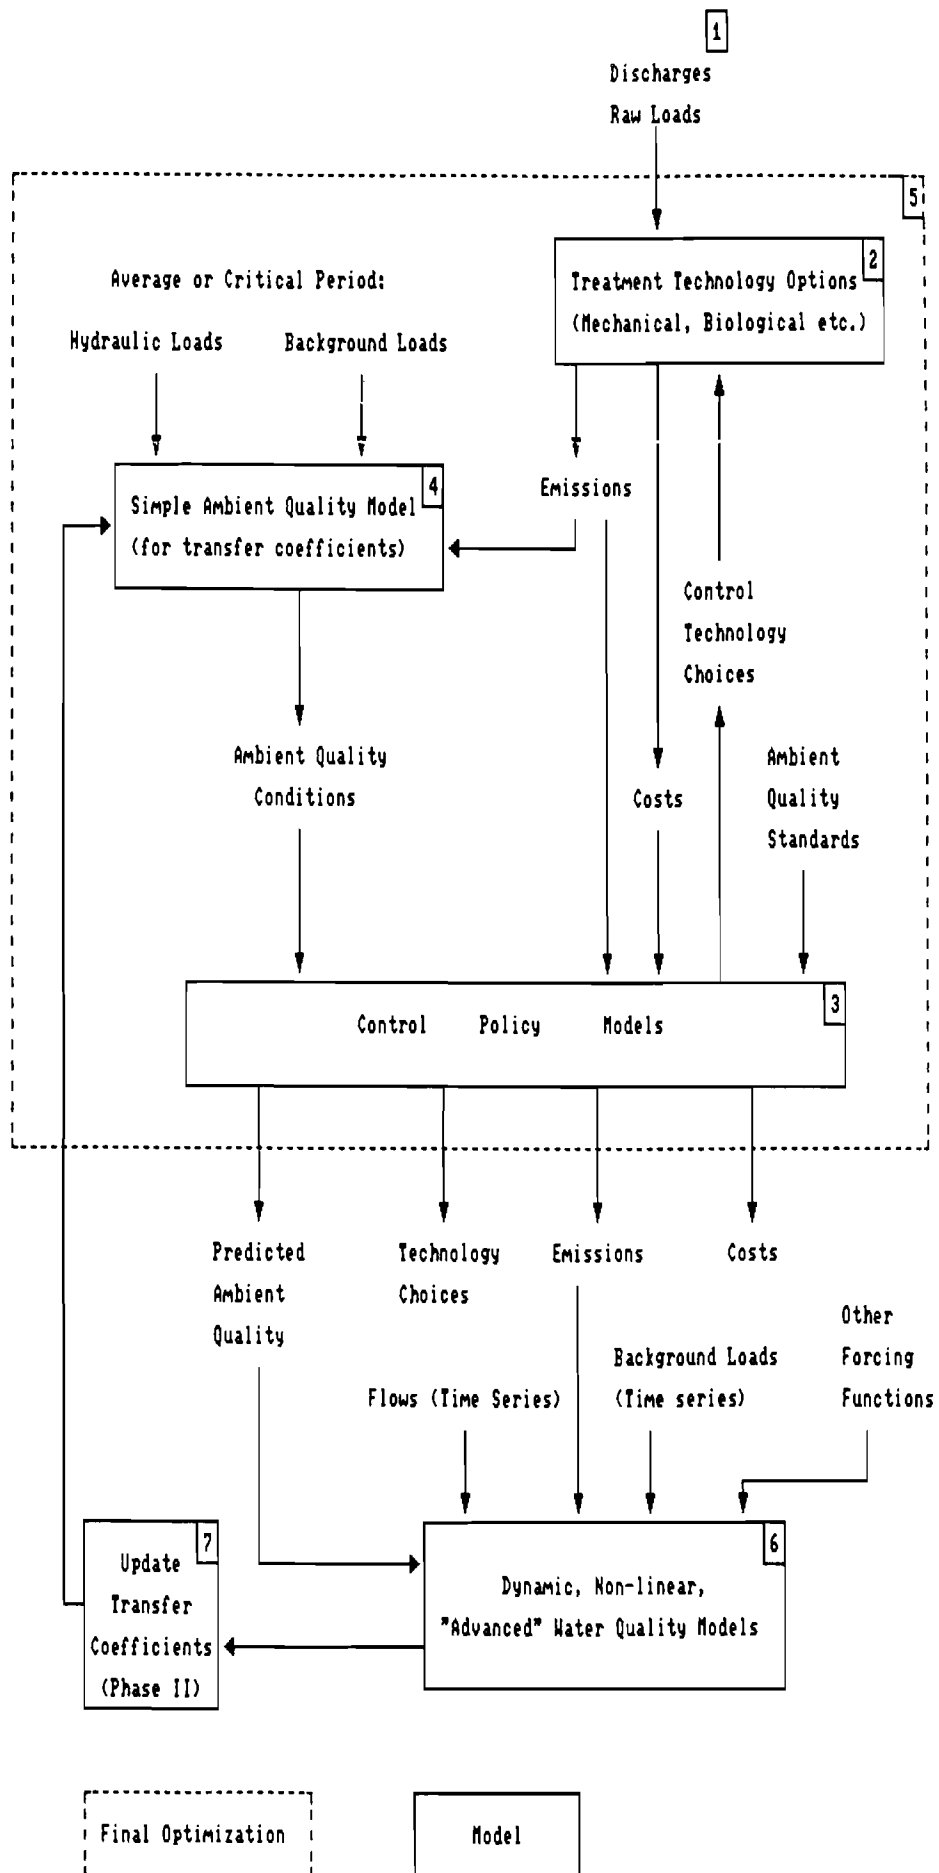 1
Discharges
Raw Loads
5
2
Treatment Technology Options
(Mechanical, Biological etc.)
Average or Critical Period:
Hydraulic Loads
Background Loads
4
Simple Ambient Quality Model
(for transfer coefficients)
Emissions
Control
Technology
Choices
Ambient Quality
Conditions
Costs
Ambient
Quality
Standards
3
Control Policy Models
Predicted
Ambient
Quality
Technology
Choices
Emissions
Costs
Other
Forcing
Functions
Background Loads
(Time series)
Flows (Time Series)
7
Update
Transfer
Coefficients
(Phase II)
6
Dynamic, Non-linear,
"Advanced" Water Quality Models
Final Optimization
Model